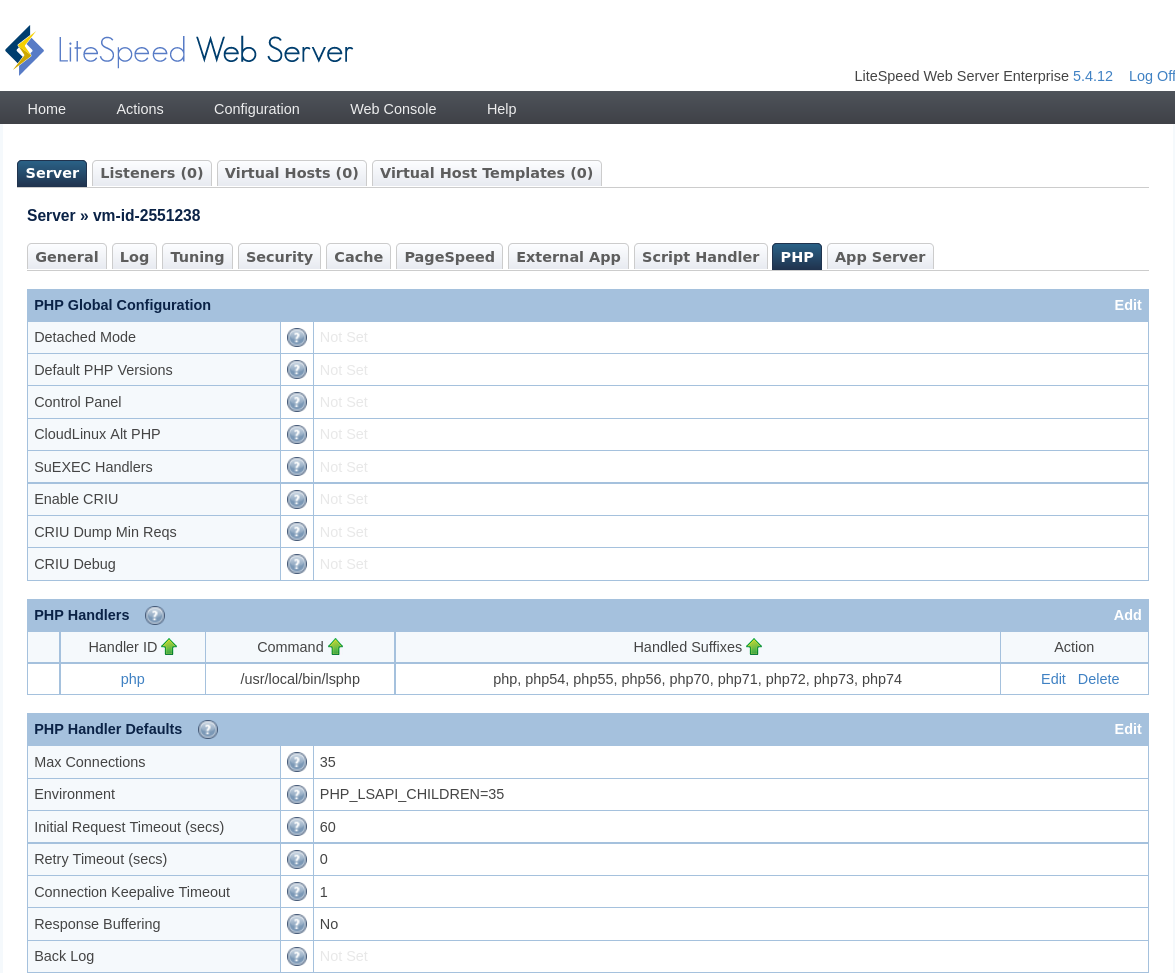 LiteSpeed Web Server
LiteSpeed Web Server Enterprise 5.4.12 Log Off
Home Actions Configuration Web Console Help
Server Listeners (0) Virtual Hosts (0) Virtual Host Templates (0)
Server » vm-id-2551238
General Log Tuning Security Cache PageSpeed External App Script Handler PHP App Server
PHP Global Configuration Edit
Detached Mode ? Not Set
Default PHP Versions ? Not Set
Control Panel ? Not Set
CloudLinux Alt PHP ? Not Set
SuEXEC Handlers ? Not Set
Enable CRIU ? Not Set
CRIU Dump Min Reqs ? Not Set
CRIU Debug ? Not Set
PHP Handlers ? Add
Handler ID Command Handled Suffixes Action
php /usr/local/bin/lsphp php, php54, php55, php56, php70, php71, php72, php73, php74 Edit Delete
PHP Handler Defaults ? Edit
Max Connections ? 35
Environment ? PHP_LSAPI_CHILDREN=35
Initial Request Timeout (secs) ? 60
Retry Timeout (secs) ? 0
Connection Keepalive Timeout ? 1
Response Buffering ? No
Back Log ? Not Set